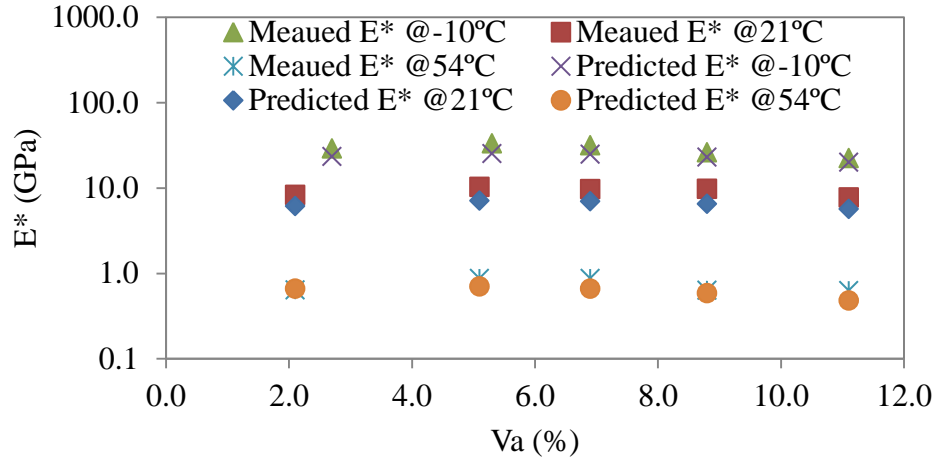 1000.0
Meaued E* @-10ºC Meaued E* @21ºC
Meaued E* @54ºC Predicted E* @-10ºC
100.0
Predicted E* @21ºC Predicted E* @54ºC
E* (GPa)
10.0
1.0
0.1
0.0 2.0 4.0 6.0 8.0 10.0 12.0
Va (%)